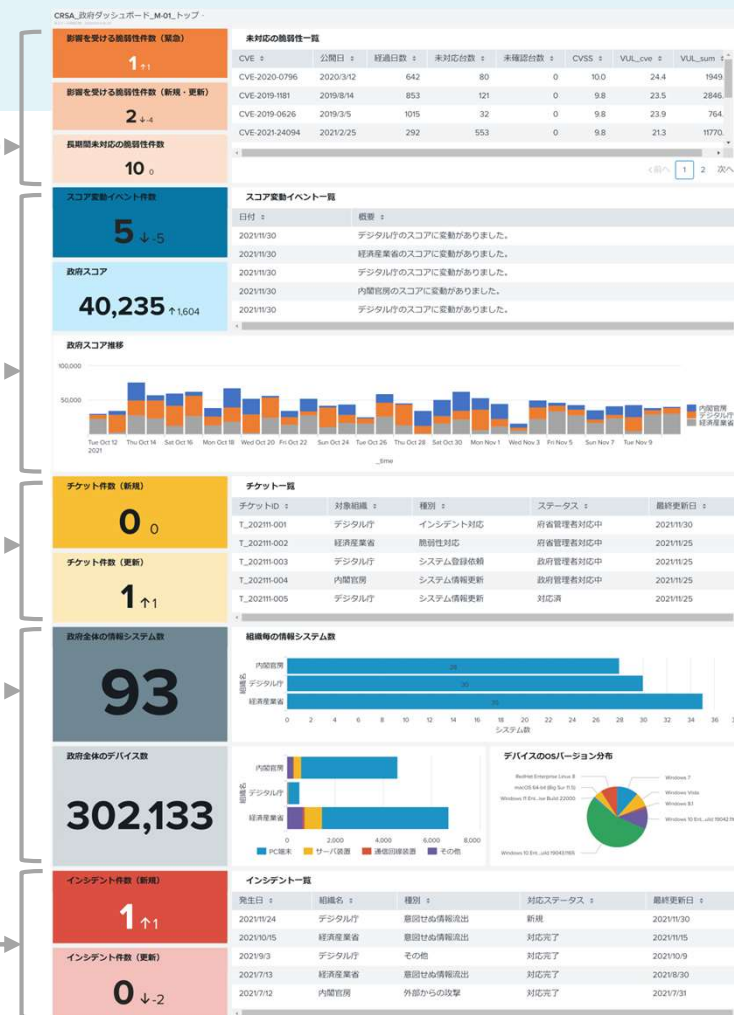 CRSA_政府ダッシュボード_M-01_トップ
影響を受ける脆弱性件数（緊急）
1 ↑1
影響を受ける脆弱性件数（新規・更新）
2 ↓-4
長期間未対応の脆弱性件数
10 0
未対応の脆弱性一覧
CVE 公開日 経過日数 未対応台数 未確認台数 CVSS VUL_cve VUL_sum
CVE-2020-0796 2020/3/12 642 80 0 10.0 24.4 1949.
CVE-2019-1181 2019/8/14 853 121 0 9.8 23.5 2846.
CVE-2019-0626 2019/3/5 1015 32 0 9.8 23.9 764.
CVE-2021-24094 2021/2/25 292 553 0 9.8 21.3 11770.
<前へ 1 2 次へ
スコア変動イベント件数
5 ↓-5
政府スコア
40,235 ↑1,604
スコア変動イベント一覧
日付 概要
2021/11/30 デジタル庁のスコアに変動がありました。
2021/11/30 経済産業省のスコアに変動がありました。
2021/11/30 デジタル庁のスコアに変動がありました。
2021/11/30 内閣官房のスコアに変動がありました。
2021/11/30 デジタル庁のスコアに変動がありました。
政府スコア推移
100,000
50,000
内閣官房
デジタル庁
経済産業省
Tue Oct 12 Thu Oct 14 Sat Oct 16 Mon Oct 18 Wed Oct 20 Fri Oct 22 Sun Oct 24 Tue Oct 26 Thu Oct 28 Sat Oct 30 Mon Nov 1 Wed Nov 3 Fri Nov 5 Sun Nov 7 Tue Nov 9
2021
_time
チケット件数（新規）
0 0
チケット件数（更新）
1 ↑1
チケット一覧
チケットID 対象組織 種別 ステータス 最終更新日
T_202111-001 デジタル庁 インシデント対応 府省管理者対応中 2021/11/30
T_202111-002 経済産業省 脆弱性対応 府省管理者対応中 2021/11/25
T_202111-003 デジタル庁 システム登録依頼 政府管理者対応中 2021/11/25
T_202111-004 内閣官房 システム情報更新 政府管理者対応中 2021/11/25
T_202111-005 デジタル庁 システム情報更新 対応済 2021/11/25
政府全体の情報システム数
93
組織毎の情報システム数
組織名
内閣官房 28
デジタル庁 30
経済産業省 35
0 2 4 6 8 10 12 14 16 18 20 22 24 26 28 30 32 34 36
システム数
政府全体のデバイス数
302,133
組織名
内閣官房
デジタル庁
経済産業省
0 2,000 4,000 6,000 8,000
PC端末 サーバ装置 通信回線装置 その他
デバイスのOSバージョン分布
RedHat Enterprise Linux 8
macOS 64-bit (Big Sur 11.5)
Windows 11 Ent...ior Build 22000
Windows 7
Windows Vista
Windows 8.1
インシデント件数（新規）
1 ↑1
インシデント件数（更新）
0 ↓-2
インシデント一覧
発生日 組織名 種別 対応ステータス 最終更新日
2021/11/24 デジタル庁 意図せぬ情報流出 新規 2021/11/30
2021/10/15 経済産業省 意図せぬ情報流出 対応完了 2021/11/15
2021/9/3 デジタル庁 その他 対応完了 2021/10/9
2021/7/13 経済産業省 意図せぬ情報流出 対応完了 2021/8/30
2021/7/12 内閣官房 外部からの攻撃 対応完了 2021/7/31